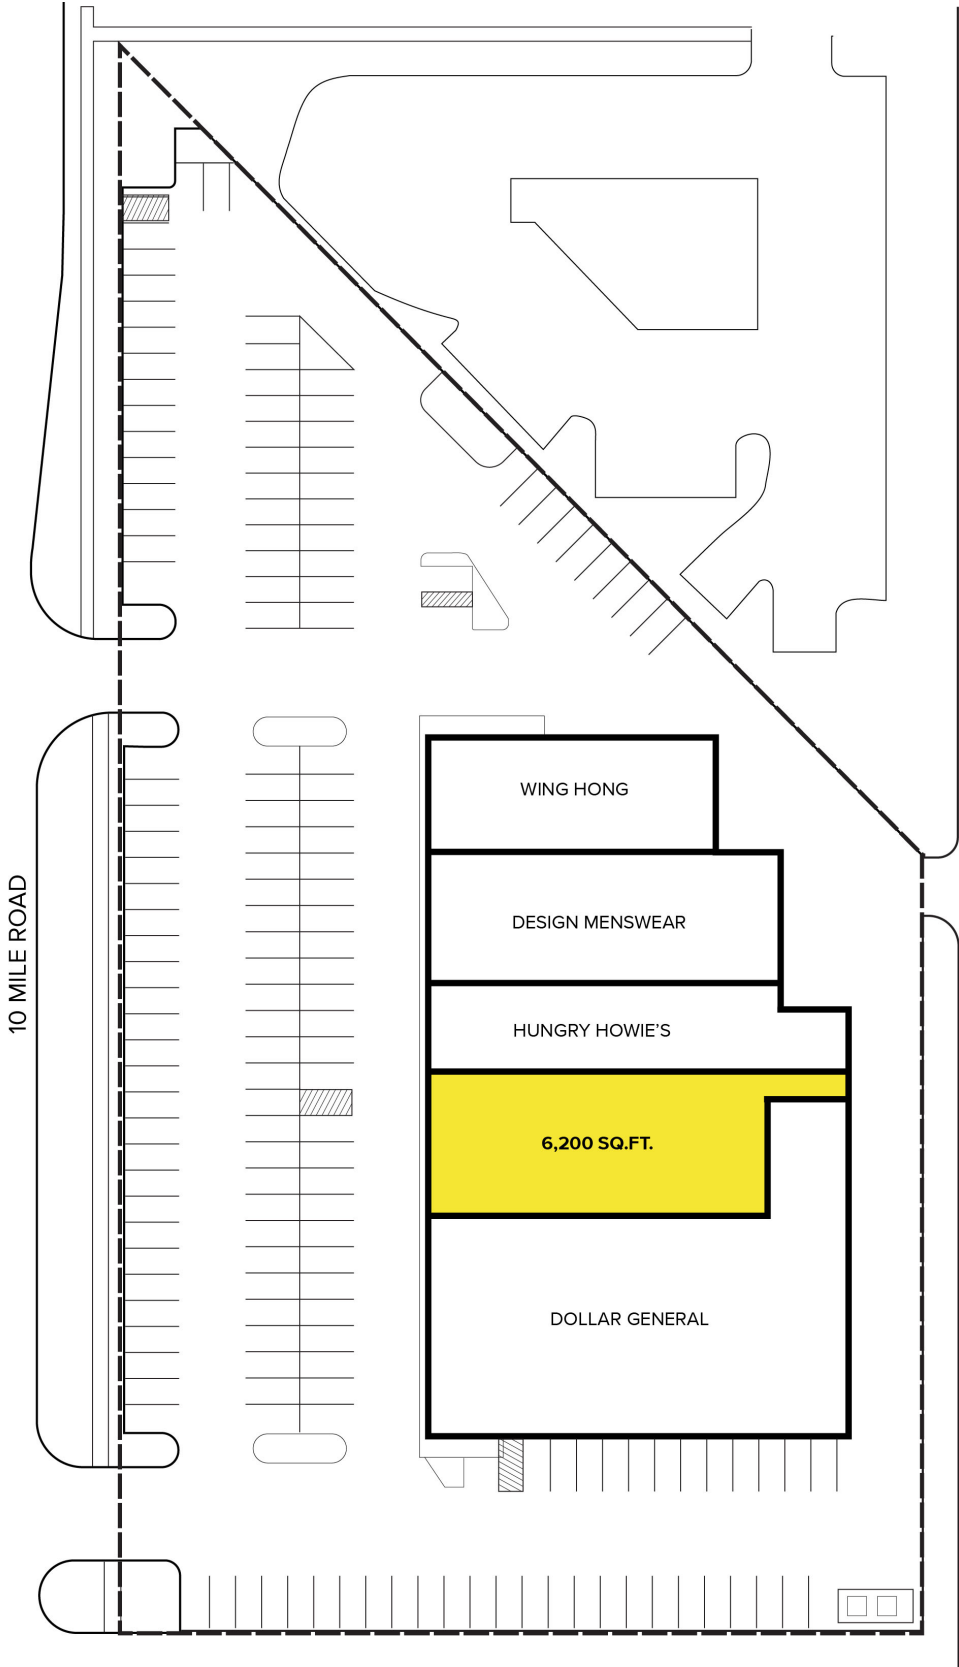 WING HONG
DESIGN MENSWEAR
10 MILE ROAD
HUNGRY HOWIE'S
6,200 SQ.FT.
DOLLAR GENERAL